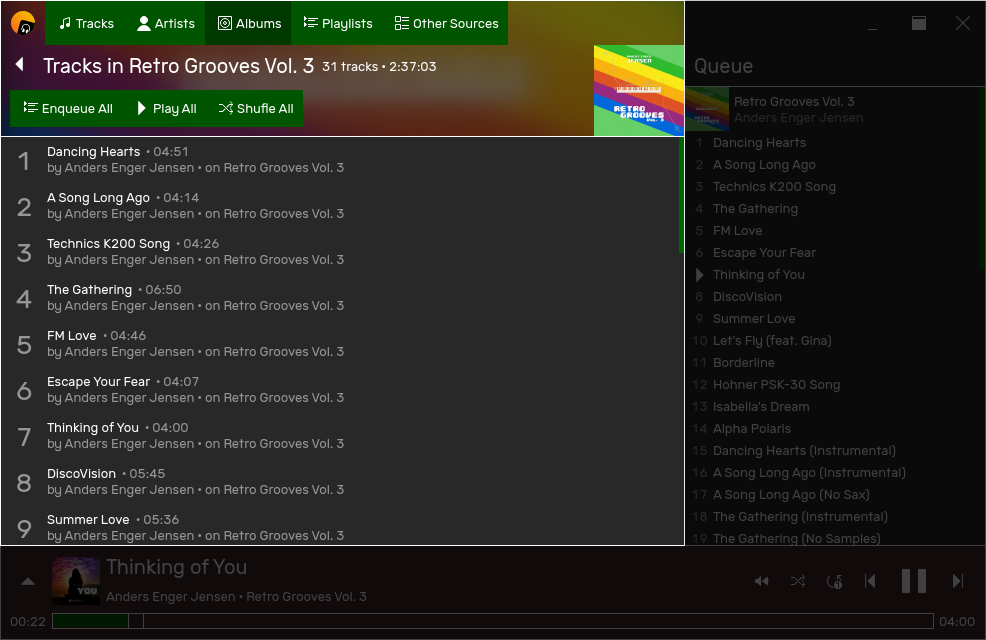 Tracks
Artists
Albums
Playlists
Other Sources
Tracks in Retro Grooves Vol. 3 31 tracks • 2:37:03
Enqueue All
Play All
Shufle All
ANDERS ENGER
JENSEN
RETRO
GROOVES
VOL. 3
1 Dancing Hearts • 04:51
by Anders Enger Jensen • on Retro Grooves Vol. 3
2 A Song Long Ago • 04:14
by Anders Enger Jensen • on Retro Grooves Vol. 3
3 Technics K200 Song • 04:26
by Anders Enger Jensen • on Retro Grooves Vol. 3
4 The Gathering • 06:50
by Anders Enger Jensen • on Retro Grooves Vol. 3
5 FM Love • 04:46
by Anders Enger Jensen • on Retro Grooves Vol. 3
6 Escape Your Fear • 04:07
by Anders Enger Jensen • on Retro Grooves Vol. 3
7 Thinking of You • 04:00
by Anders Enger Jensen • on Retro Grooves Vol. 3
8 DiscoVision • 05:45
by Anders Enger Jensen • on Retro Grooves Vol. 3
9 Summer Love • 05:36
by Anders Enger Jensen • on Retro Grooves Vol. 3
Queue
Retro Grooves Vol. 3
Anders Enger Jensen
1 Dancing Hearts
2 A Song Long Ago
3 Technics K200 Song
4 The Gathering
5 FM Love
6 Escape Your Fear
Thinking of You
8 DiscoVision
9 Summer Love
10 Let's Fly (feat. Gina)
11 Borderline
12 Hohner PSK-30 Song
13 Isabella's Dream
14 Alpha Polaris
15 Dancing Hearts (Instrumental)
16 A Song Long Ago (Instrumental)
17 A Song Long Ago (No Sax)
18 The Gathering (Instrumental)
19 The Gathering (No Samples)
YOU
Thinking of You
Anders Enger Jensen • Retro Grooves Vol. 3
00:22
04:00